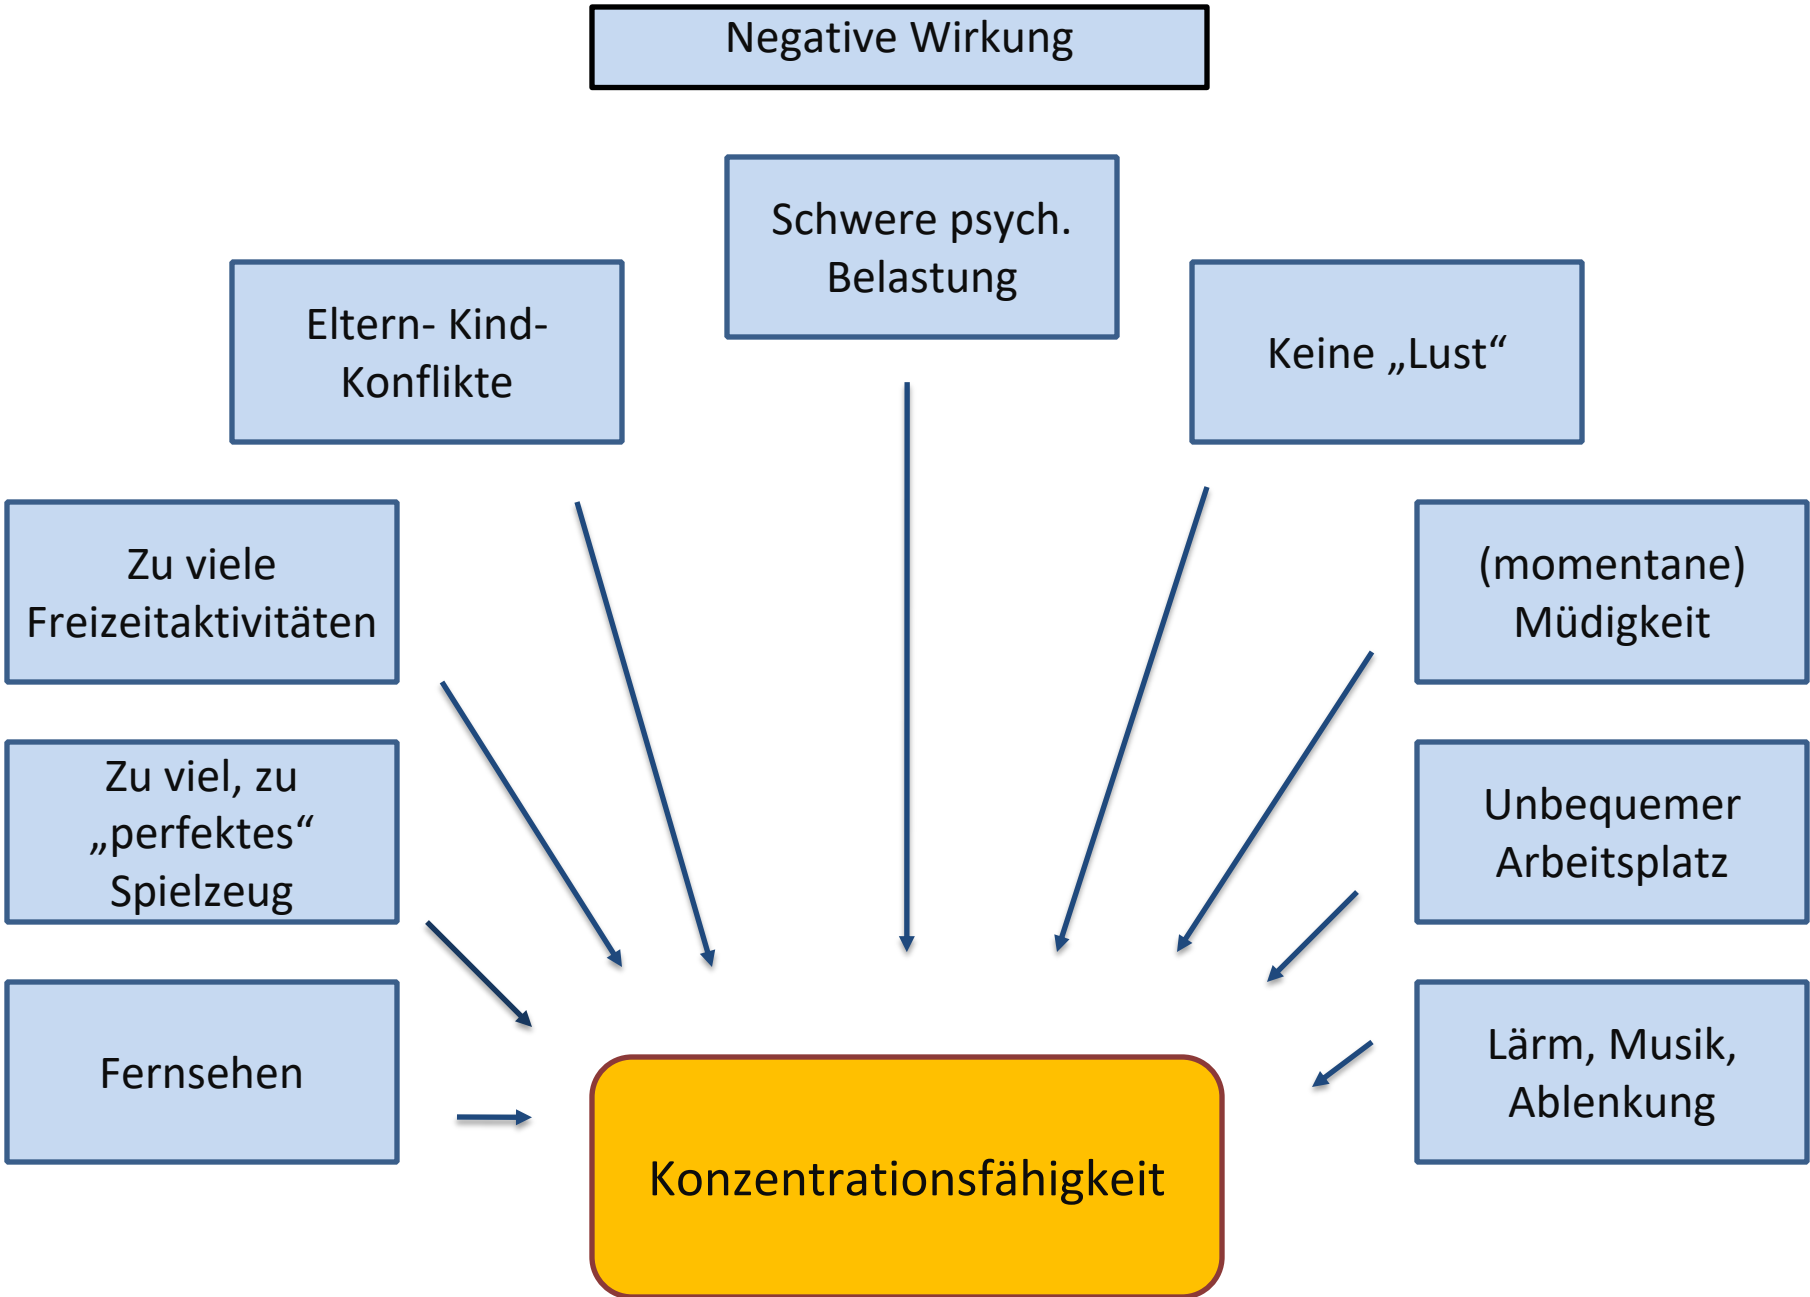 Negative Wirkung
Schwere psych.
Belastung
Eltern- Kind-
Konflikte
Keine „Lust“
Zu viele
Freizeitaktivitäten
(momentane)
Müdigkeit
Zu viel, zu
„perfektes“
Spielzeug
Unbequemer
Arbeitsplatz
Fernsehen
Lärm, Musik,
Ablenkung
Konzentrationsfähigkeit